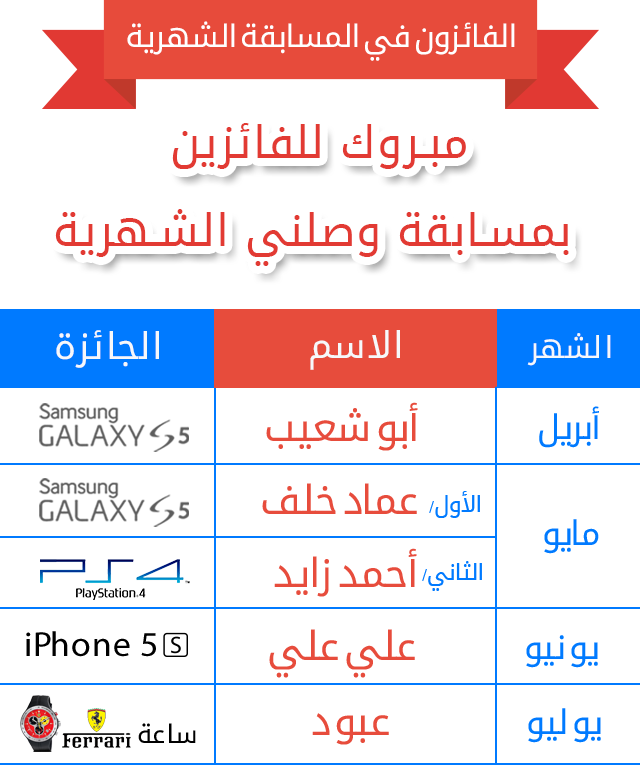 الفائزون في المسابقة الشهرية
مبروك للفائزين
بمسابقة وصلني الشهرية
الشهر الاسم الجائزة
أبريل أبو شعيب Samsung GALAXY S5
مايو
الأول/ عماد خلف Samsung GALAXY S5
الثاني/ أحمد زايد PS4 PlayStation.4
يونيو علي علي iPhone 5 S
يوليو عبود ساعة Ferrari